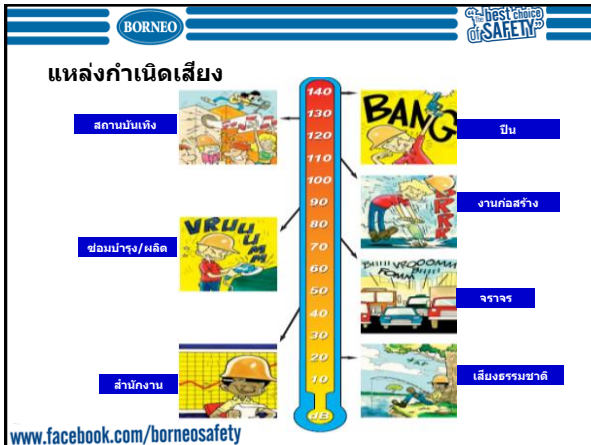 BORNEO
"The best choice
Of SAFETY"
แหล่งกำเนิดเสียง
สถานบันเทิง
ซ่อมบำรุง/ผลิต
VRUUUMM
สำนักงาน
140
130
120
110
100
90
80
70
60
50
40
30
20
10
dB
BANG
ปืน
งานก่อสร้าง
จราจร
เสียงธรรมชาติ
www.facebook.com/borneosafety